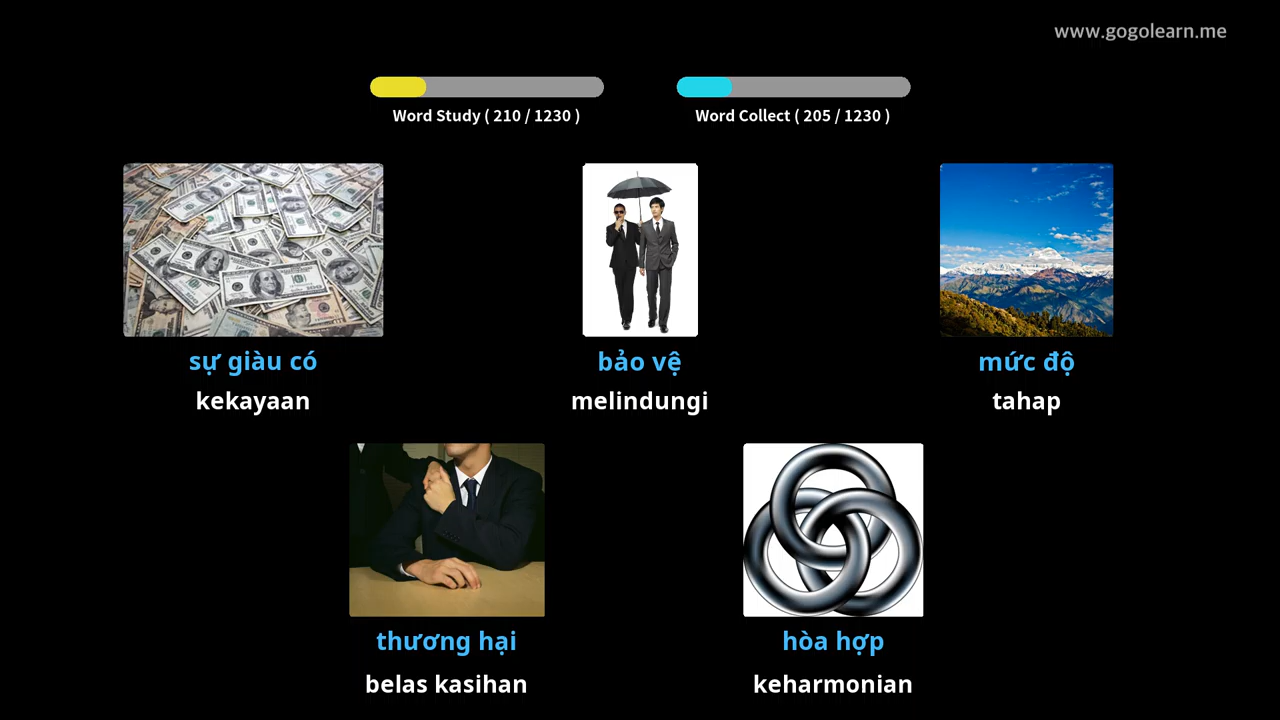 www.gogolearn.me
Word Study ( 210 / 1230 )
Word Collect ( 205 / 1230 )
sự giàu có
kekayaan
bảo vệ
melindungi
mức độ
tahap
thương hại
belas kasihan
hòa hợp
keharmonian